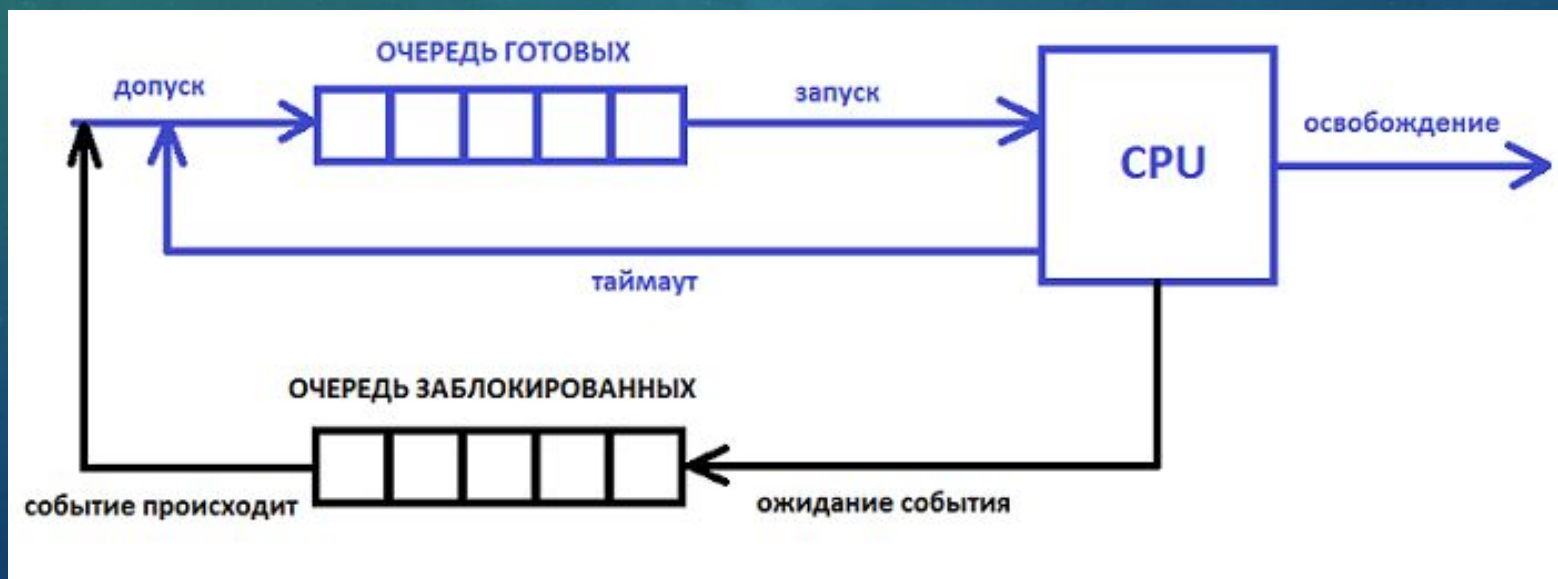 ОЧЕРЕДЬ ГОТОВЫХ
допуск
запуск
CPU
освобождение
таймаут
ОЧЕРЕДЬ ЗАБЛОКИРОВАННЫХ
событие происходит
ожидание события